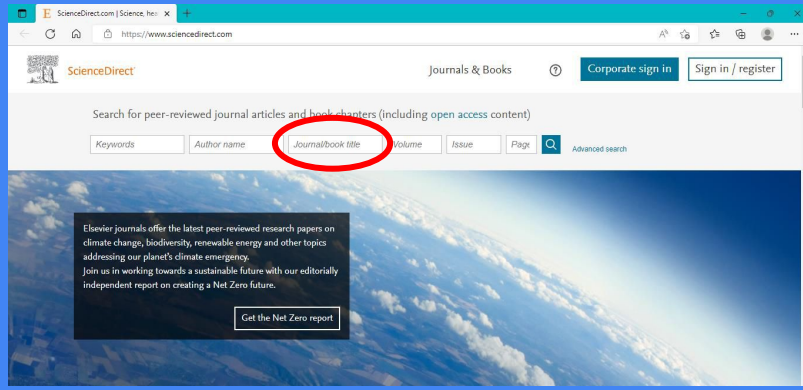 ScienceDirect.com | Science, hea
https://www.sciencedirect.com
ScienceDirect
Journals & Books
Corporate sign in
Sign in / register
Search for peer-reviewed journal articles and book chapters (including open access content)
Keywords
Author name
Journal/book title
Volume
Issue
Page
Advanced search
Elsevier journals offer the latest peer-reviewed research papers on
climate change, biodiversity, renewable energy and other topics
addressing our planet's climate emergency.
Join us in working towards a sustainable future with our editorially
independent report on creating a Net Zero future.
Get the Net Zero report